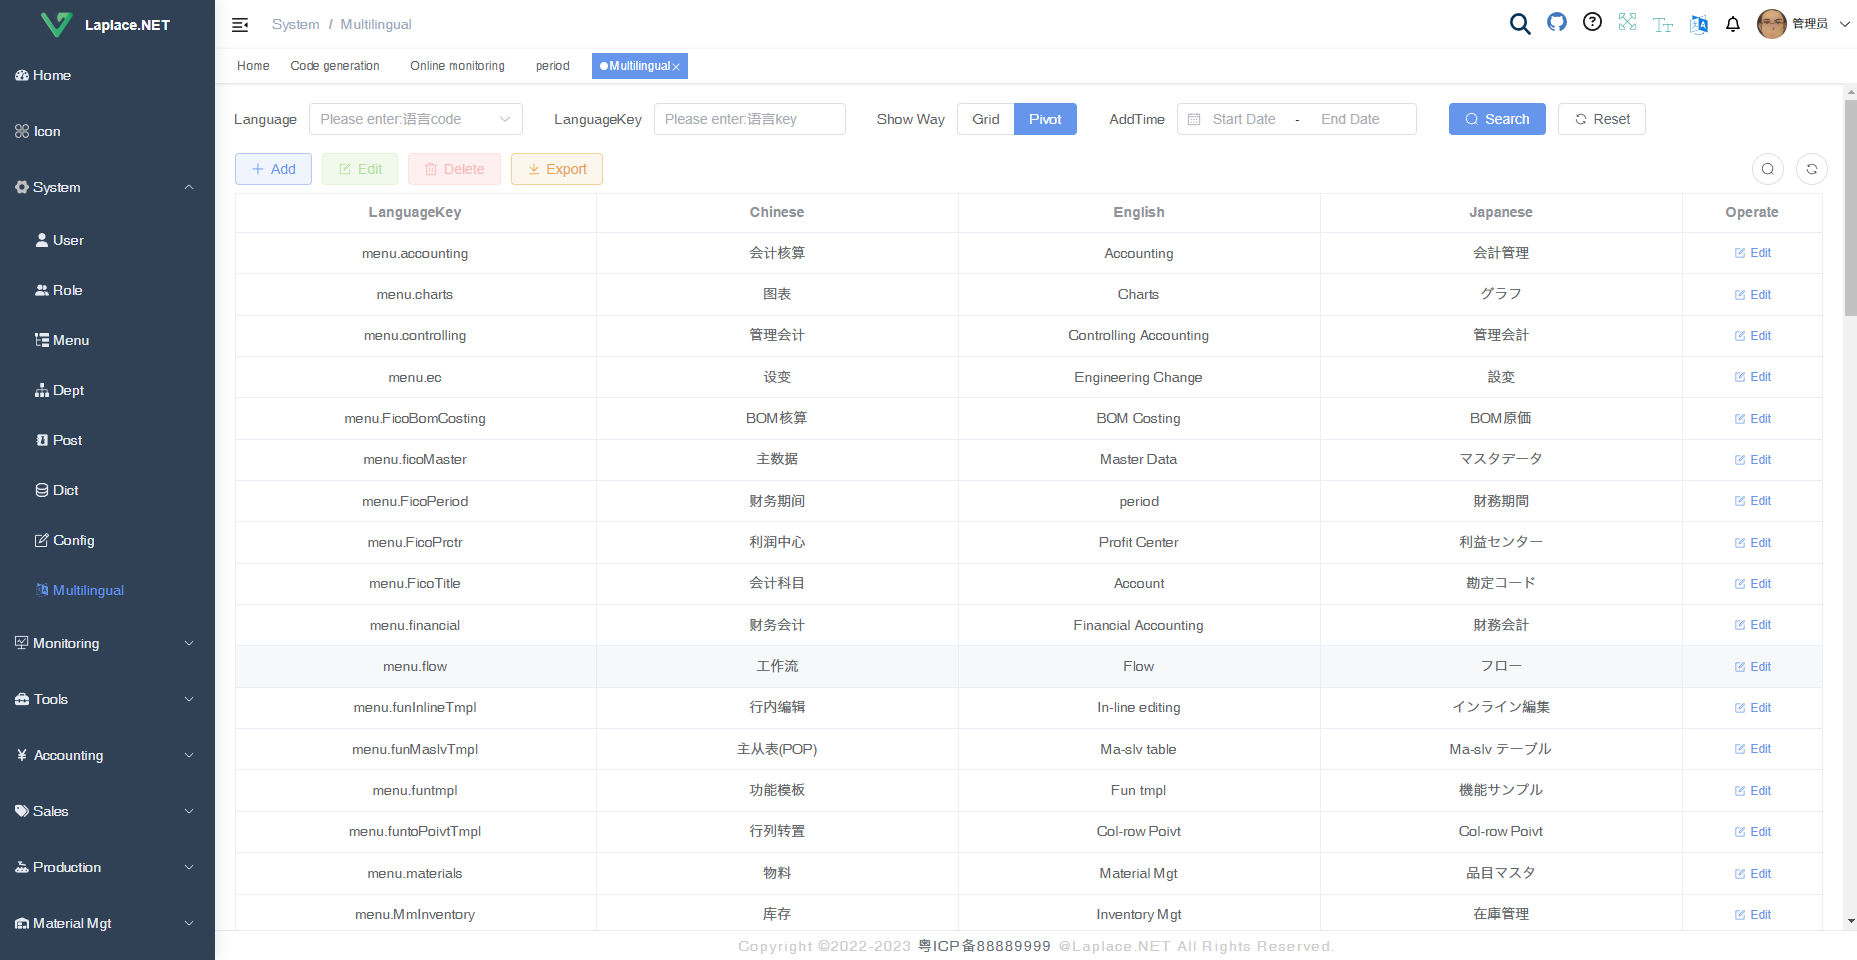 Laplace.NET
Home
Icon
System
User
Role
Menu
Dept
Post
Dict
Config
Multilingual
Monitoring
Tools
Accounting
Sales
Production
Material Mgt
System / Multilingual
管理员
Home Code generation Online monitoring period Multilingual
Language Please enter:语言code LanguageKey Please enter:语言key Show Way Grid Pivot AddTime Start Date - End Date Search Reset
Add Edit Delete Export
LanguageKey Chinese English Japanese Operate
menu.accounting 会计核算 Accounting 会計管理 Edit
menu.charts 图表 Charts グラフ Edit
menu.controlling 管理会计 Controlling Accounting 管理会計 Edit
menu.ec 设变 Engineering Change 設変 Edit
menu.FicoBomCosting BOM核算 BOM Costing BOM原価 Edit
menu.ficoMaster 主数据 Master Data マスタデータ Edit
menu.FicoPeriod 财务期间 period 財務期間 Edit
menu.FicoPrctr 利润中心 Profit Center 利益センター Edit
menu.FicoTitle 会计科目 Account 勘定コード Edit
menu.financial 财务会计 Financial Accounting 財務会計 Edit
menu.flow 工作流 Flow フロー Edit
menu.funInlineTmpl 行内编辑 In-line editing インライン編集 Edit
menu.funMaslvTmpl 主从表(POP) Ma-slv table Ma-slv テーブル Edit
menu.funtmpl 功能模板 Fun tmpl 機能サンプル Edit
menu.funtoPoivtTmpl 行列转置 Col-row Poivt Col-row Poivt Edit
menu.materials 物料 Material Mgt 品目マスタ Edit
menu.MmInventory 库存 Inventory Mgt 在庫管理 Edit
Copyright ©2022-2023 粤ICP备88889999 @Laplace.NET All Rights Reserved.